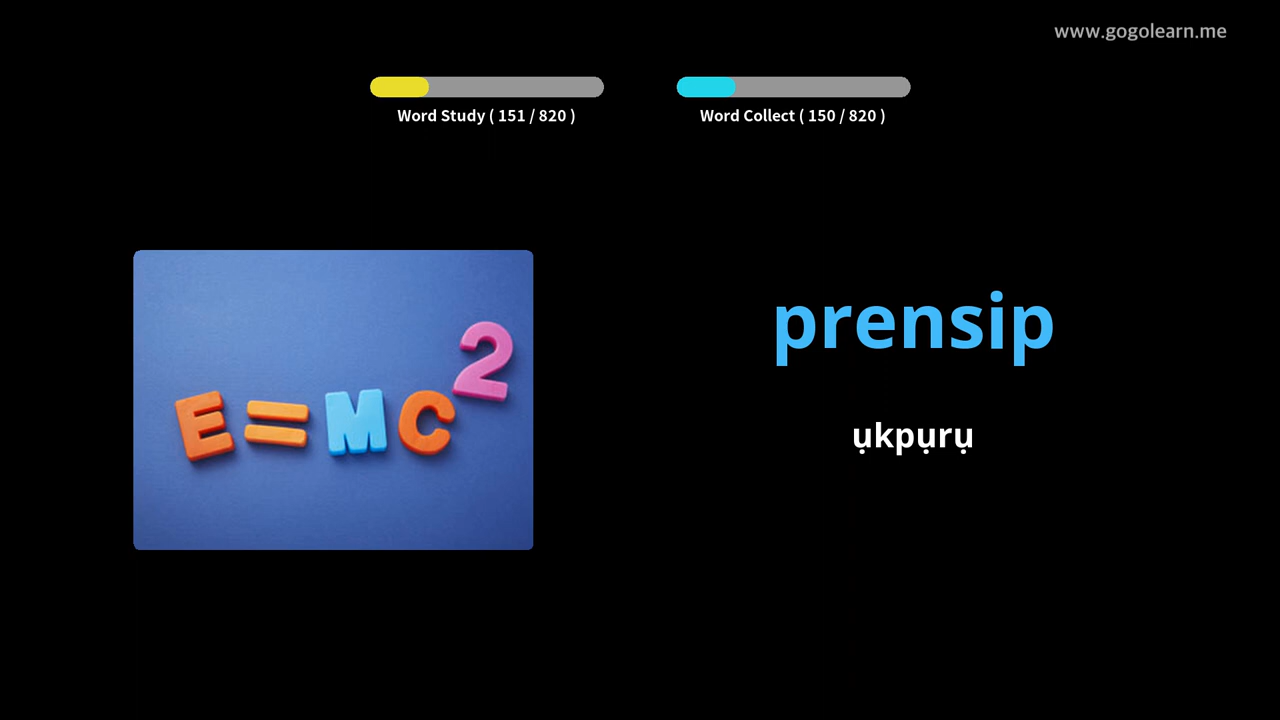 www.gogolearn.me
Word Study ( 151 / 820 )
Word Collect ( 150 / 820 )
E=MC2
prensip
ụkpụrụ